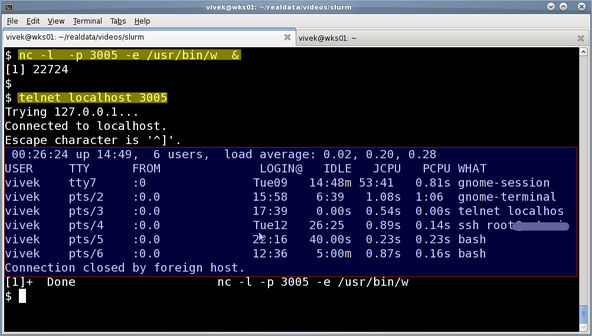 vivek@wks01: ~/realdata/videos/slurm
File Edit View Terminal Tabs Help
vivek@wks01: ~/realdata/videos/slurm vivek@wks01: ~
$ nc -l -p 3005 -e /usr/bin/w &
[1] 22724
$
$ telnet localhost 3005
Trying 127.0.0.1...
Connected to localhost.
Escape character is '^]'.
00:26:24 up 14:49, 6 users, load average: 0.02, 0.20, 0.28
USER TTY FROM LOGIN@ IDLE JCPU PCPU WHAT
vivek tty7 :0 Tue09 14:48m 53:41 0.81s gnome-session
vivek pts/2 :0.0 15:58 6:39 1.08s 1:06 gnome-terminal
vivek pts/3 :0.0 17:39 0.00s 0.54s 0.00s telnet localhos
vivek pts/4 :0.0 Tue12 26:25 0.89s 0.14s ssh root
vivek pts/5 :0.0 22:16 40.00s 0.23s 0.23s bash
vivek pts/6 :0.0 12:36 5:00m 0.87s 0.16s bash
Connection closed by foreign host.
[1]+ Done nc -l -p 3005 -e /usr/bin/w
$